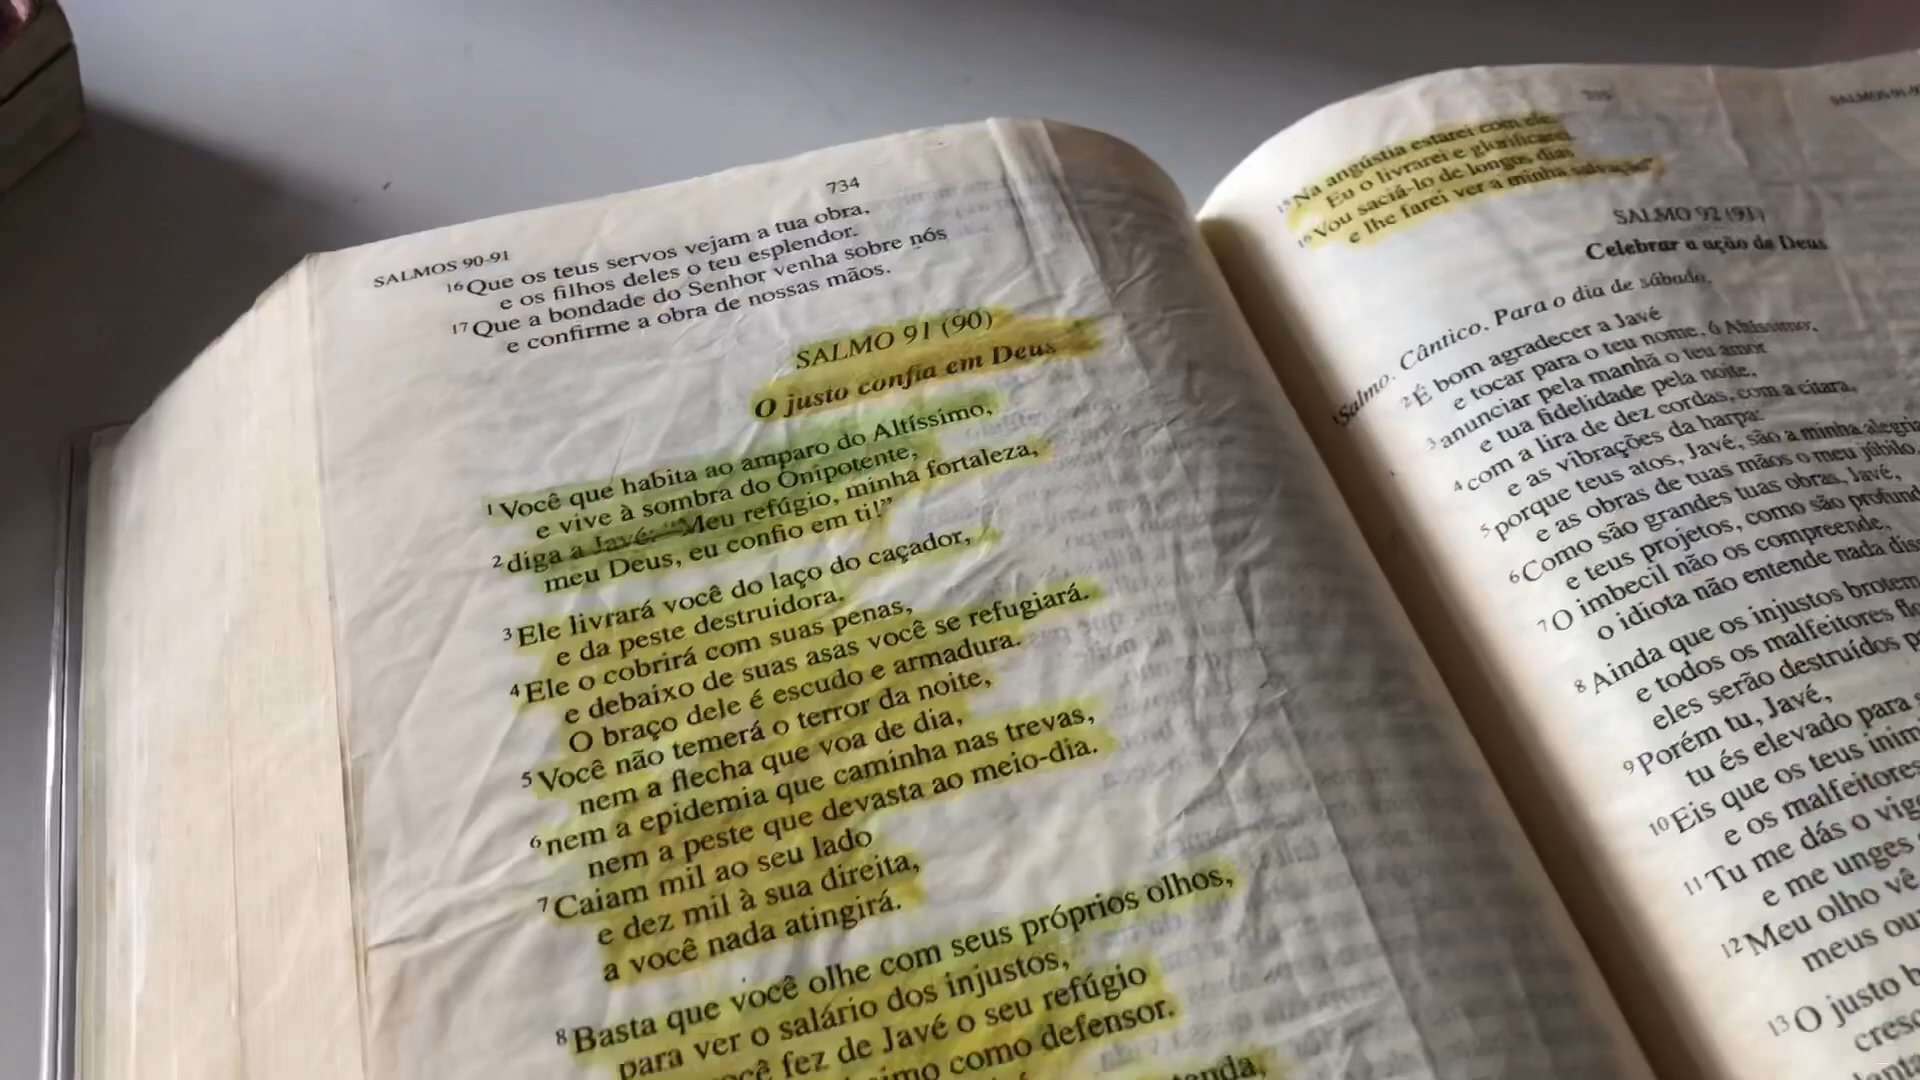 734
SALMOS 90-91
16 Que os teus servos vejam a tua obra,
e os filhos deles o teu esplendor.
17 Que a bondade do Senhor venha sobre nós
e confirme a obra de nossas mãos.
SALMO 91 (90)
O justo confia em Deus
1 Você que habita ao amparo do Altíssimo,
e vive à sombra do Onipotente,
2 diga a Javé: “Meu refúgio, minha fortaleza,
meu Deus, eu confio em ti!”
3 Ele livrará você do laço do caçador,
e da peste destruidora.
4 Ele o cobrirá com suas penas,
e debaixo de suas asas você se refugiará.
O braço dele é escudo e armadura.
5 Você não temerá o terror da noite,
nem a flecha que voa de dia,
6 nem a epidemia que caminha nas trevas,
nem a peste que devasta ao meio-dia.
7 Caiam mil ao seu lado
e dez mil à sua direita,
a você nada atingirá.
8 Basta que você olhe com seus próprios olhos,
para ver o salário dos injustos,
fez de Javé o seu refúgio
como defensor.
SALMOS
15 Na angústia estarei com ele.
Eu o livrarei e glorificarei.
16 Vou saciá-lo de longos dias
e lhe farei ver a minha salvação”
SALMO 92 (91)
Celebrar a ação de Deus
1 Salmo. Cântico. Para o dia de sábado.
2 É bom agradecer a Javé
e tocar para o teu nome, ó Altíssimo;
3 anunciar pela manhã o teu amor
e tua fidelidade pela noite,
4 com a lira de dez cordas, com a cítara,
e as vibrações da harpa:
5 porque teus atos, Javé, são a minha alegria
e as obras de tuas mãos o meu júbilo.
6 Como são grandes tuas obras, Javé,
e teus projetos, como são
7 O imbecil não os compreende,
o idiota não entende nada
8 Ainda que os injustos brotem
e todos os malfeitores
eles serão destruídos
9 Porém tu, Javé,
tu és elevado para
10 Eis que os teus
e os malfeitores
11 Tu me dás o
e me unges
12 Meu olho vê
meus
13 O justo